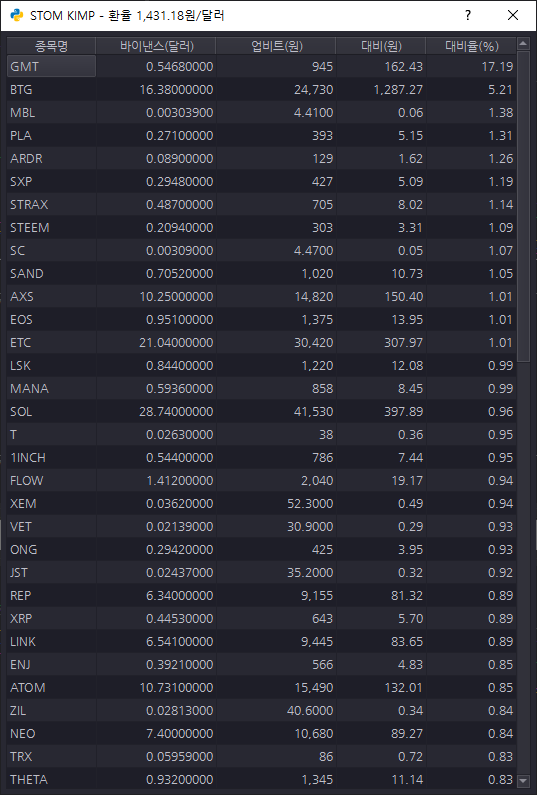 STOM KIMP - 환율 1,431.18원/달러 ?
종목명 바이낸스(달러) 업비트(원) 대비(원) 대비율(%)
GMT 0.54680000 945 162.43 17.19
BTG 16.38000000 24,730 1,287.27 5.21
MBL 0.00303900 4.4100 0.06 1.38
PLA 0.27100000 393 5.15 1.31
ARDR 0.08900000 129 1.62 1.26
SXP 0.29480000 427 5.09 1.19
STRAX 0.48700000 705 8.02 1.14
STEEM 0.20940000 303 3.31 1.09
SC 0.00309000 4.4700 0.05 1.07
SAND 0.70520000 1,020 10.73 1.05
AXS 10.25000000 14,820 150.40 1.01
EOS 0.95100000 1,375 13.95 1.01
ETC 21.04000000 30,420 307.97 1.01
LSK 0.84400000 1,220 12.08 0.99
MANA 0.59360000 858 8.45 0.99
SOL 28.74000000 41,530 397.89 0.96
T 0.02630000 38 0.36 0.95
1INCH 0.54400000 786 7.44 0.95
FLOW 1.41200000 2,040 19.17 0.94
XEM 0.03620000 52.3000 0.49 0.94
VET 0.02139000 30.9000 0.29 0.93
ONG 0.29420000 425 3.95 0.93
JST 0.02437000 35.2000 0.32 0.92
REP 6.34000000 9,155 81.32 0.89
XRP 0.44530000 643 5.70 0.89
LINK 6.54100000 9,445 83.65 0.89
ENJ 0.39210000 566 4.83 0.85
ATOM 10.73100000 15,490 132.01 0.85
ZIL 0.02813000 40.6000 0.34 0.84
NEO 7.40000000 10,680 89.27 0.84
TRX 0.05959000 86 0.72 0.83
THETA 0.93200000 1,345 11.14 0.83